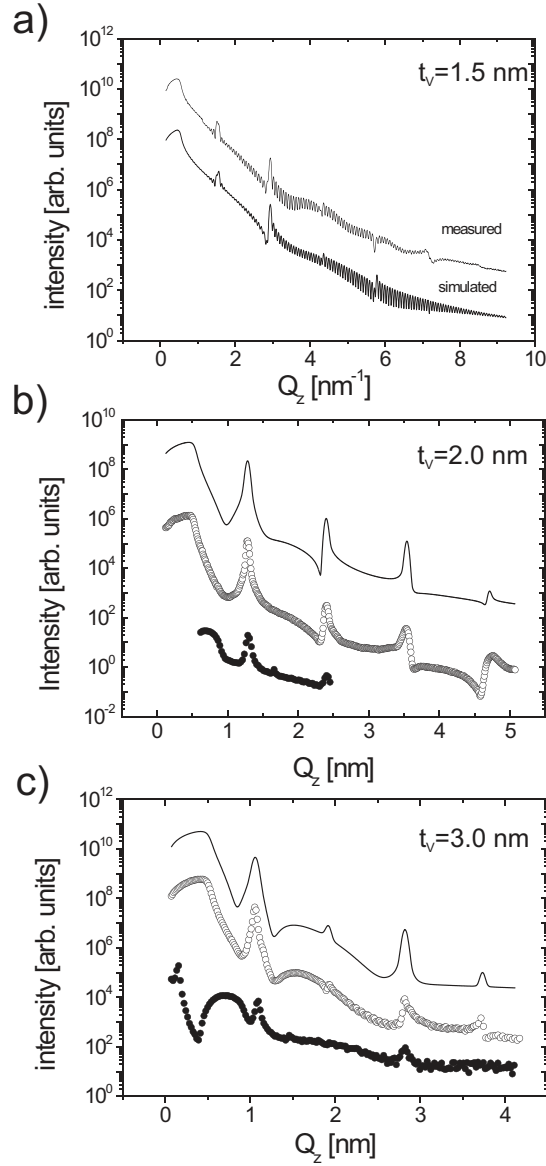 a)
10^12
10^10
10^8
10^6
10^4
10^2
10^0
intensity [arb. units]
t_V=1.5 nm
measured
simulated
0 2 4 6 8 10
Q_z [nm^-1]
b)
10^10
10^8
10^6
10^4
10^2
10^0
10^-2
Intensity [arb. units]
t_V=2.0 nm
0 1 2 3 4 5
Q_z [nm]
c)
10^12
10^10
10^8
10^6
10^4
10^2
10^0
intensity [arb. units]
t_V=3.0 nm
0 1 2 3 4
Q_z [nm]